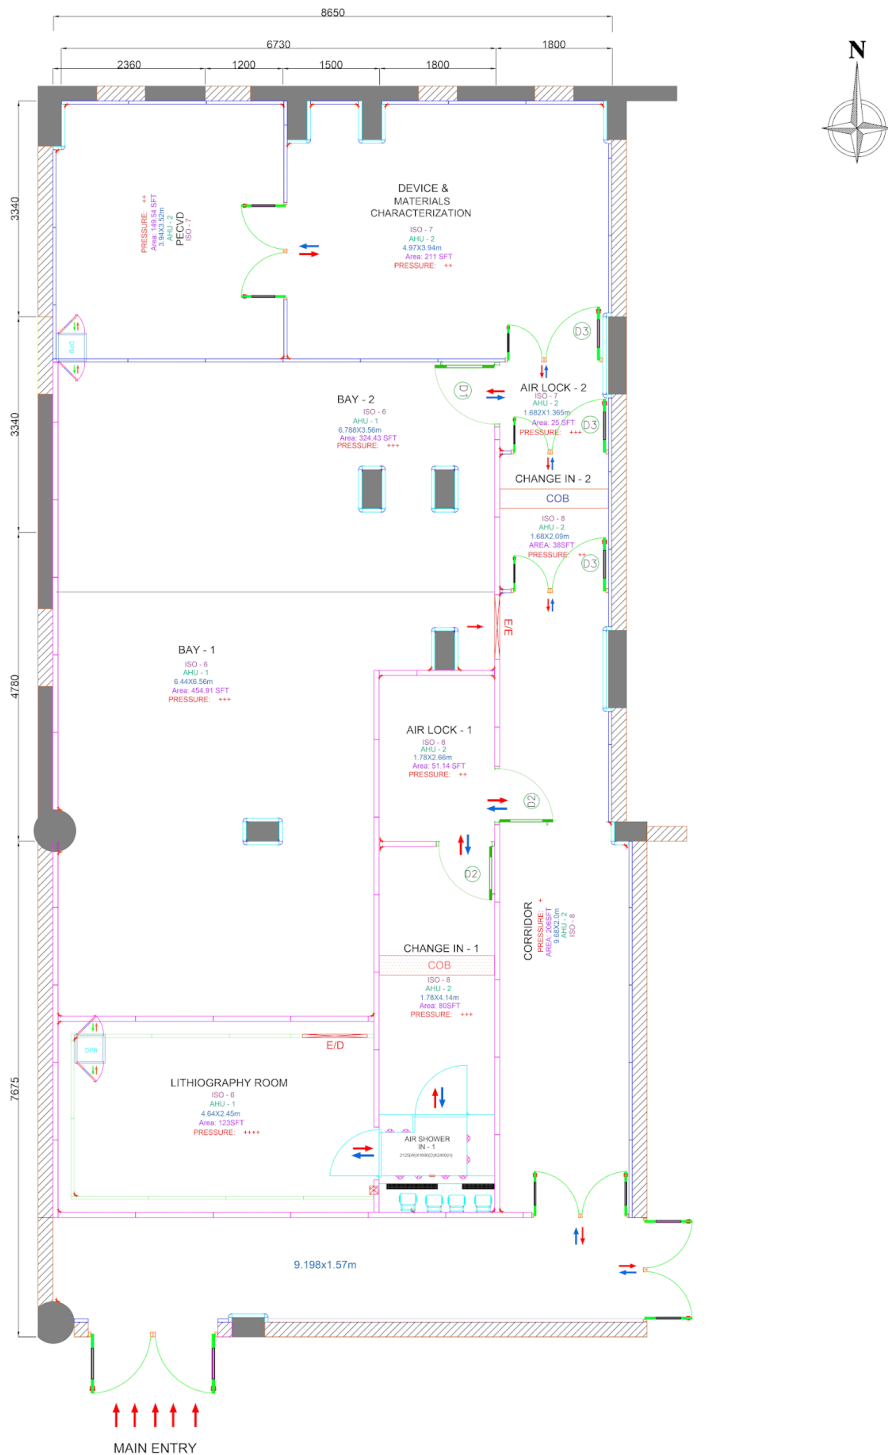 8650
N
6730
1800
2360
1200
1500
1800
3340
3340
4780
7675
PECVD
ISO - 7
AHU - 2
3.94X3.52m
Area: 149.54 SFT
PRESSURE: ++
DEVICE &
MATERIALS
CHARACTERIZATION
ISO - 7
AHU - 2
4.97X3.94m
Area: 211 SFT
PRESSURE: ++
D3
DPB
D1
AIR LOCK - 2
ISO - 7
AHU - 2
1.682X1.365m
Area: 25 SFT
PRESSURE: +++
D3
BAY - 2
ISO - 6
AHU - 1
6.788X3.56m
Area: 324.43 SFT
PRESSURE: +++
CHANGE IN - 2
COB
ISO - 8
AHU - 2
1.68X2.09m
AREA: 38SFT
PRESSURE: ++
D3
E/E
BAY - 1
ISO - 6
AHU - 1
6.44X6.56m
Area: 454.91 SFT
PRESSURE: +++
AIR LOCK - 1
ISO - 8
AHU - 2
1.78X2.66m
Area: 51.14 SFT
PRESSURE: ++
D2
D2
CORRIDOR
PRESSURE: +
AREA: 206SFT
9.68X2.0m
AHU - 2
ISO - 8
CHANGE IN - 1
COB
ISO - 8
AHU - 2
1.78X4.14m
Area: 80SFT
PRESSURE: +++
E/D
DPB
LITHIOGRAPHY ROOM
ISO - 6
AHU - 1
4.64X2.45m
Area: 123SFT
PRESSURE: ++++
AIR SHOWER
IN - 1
9.198x1.57m
MAIN ENTRY